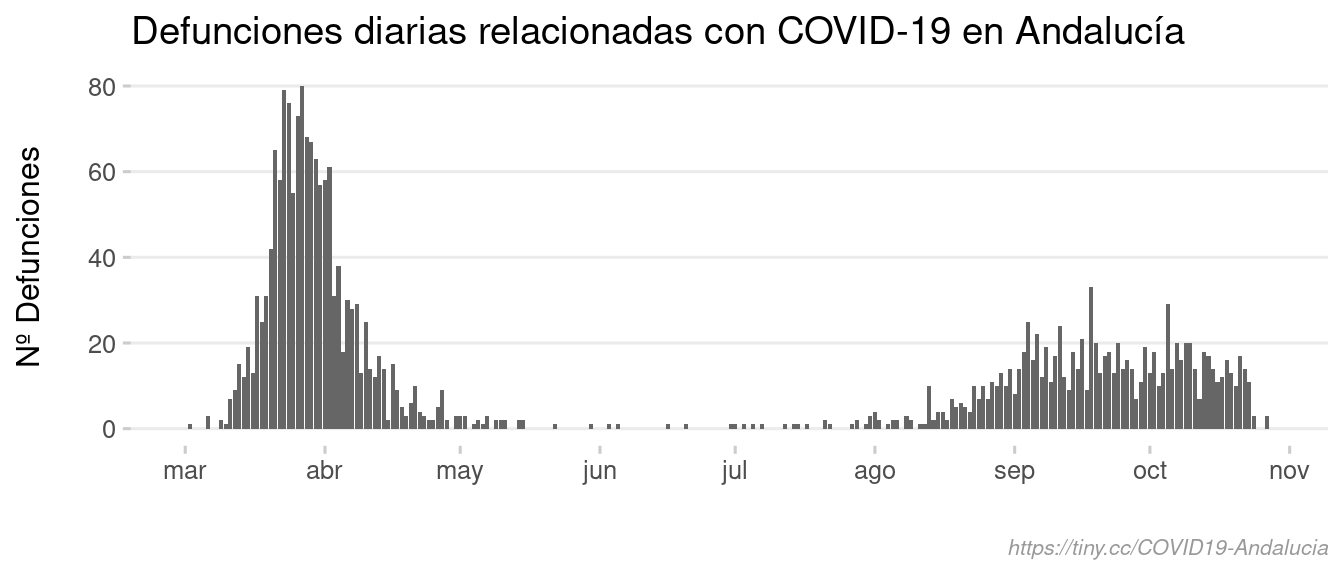 Defunciones diarias relacionadas con COVID-19 en Andalucía
Nº Defunciones
80
60
40
20
0
mar abr may jun jul ago sep oct nov
https://tiny.cc/COVID19-Andalucia